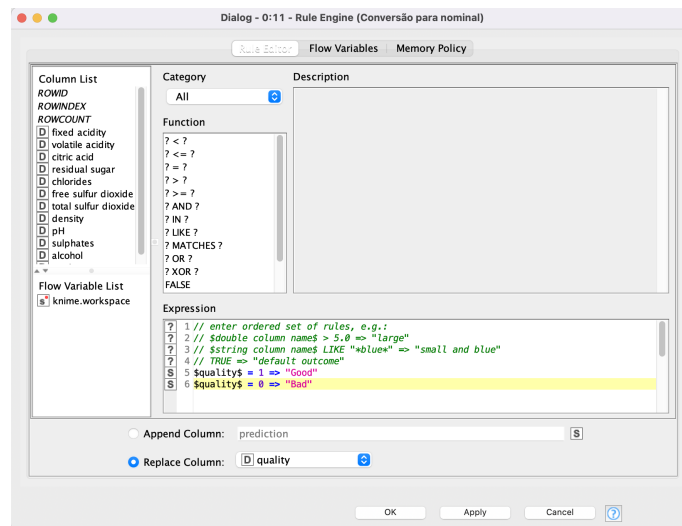 Dialog - 0:11 - Rule Engine (Conversão para nominal)
Rule Editor
Flow Variables
Memory Policy
Column List
ROWID
ROWINDEX
ROWCOUNT
D fixed acidity
D volatile acidity
D citric acid
D residual sugar
D chlorides
D free sulfur dioxide
D total sulfur dioxide
D density
D pH
D sulphates
D alcohol
Flow Variable List
s knime.workspace
Category
All
Function
? < ?
? <= ?
? = ?
? > ?
? >= ?
? AND ?
? IN ?
? LIKE ?
? MATCHES ?
? OR ?
? XOR ?
FALSE
Description
Expression
? 1 // enter ordered set of rules, e.g.:
? 2 // $double column name$ > 5.0 => "large"
? 3 // $string column name$ LIKE "*blue*" => "small and blue"
? 4 // TRUE => "default outcome"
S 5 $quality$ = 1 => "Good"
S 6 $quality$ = 0 => "Bad"
Append Column: prediction S
Replace Column: D quality
OK
Apply
Cancel
?